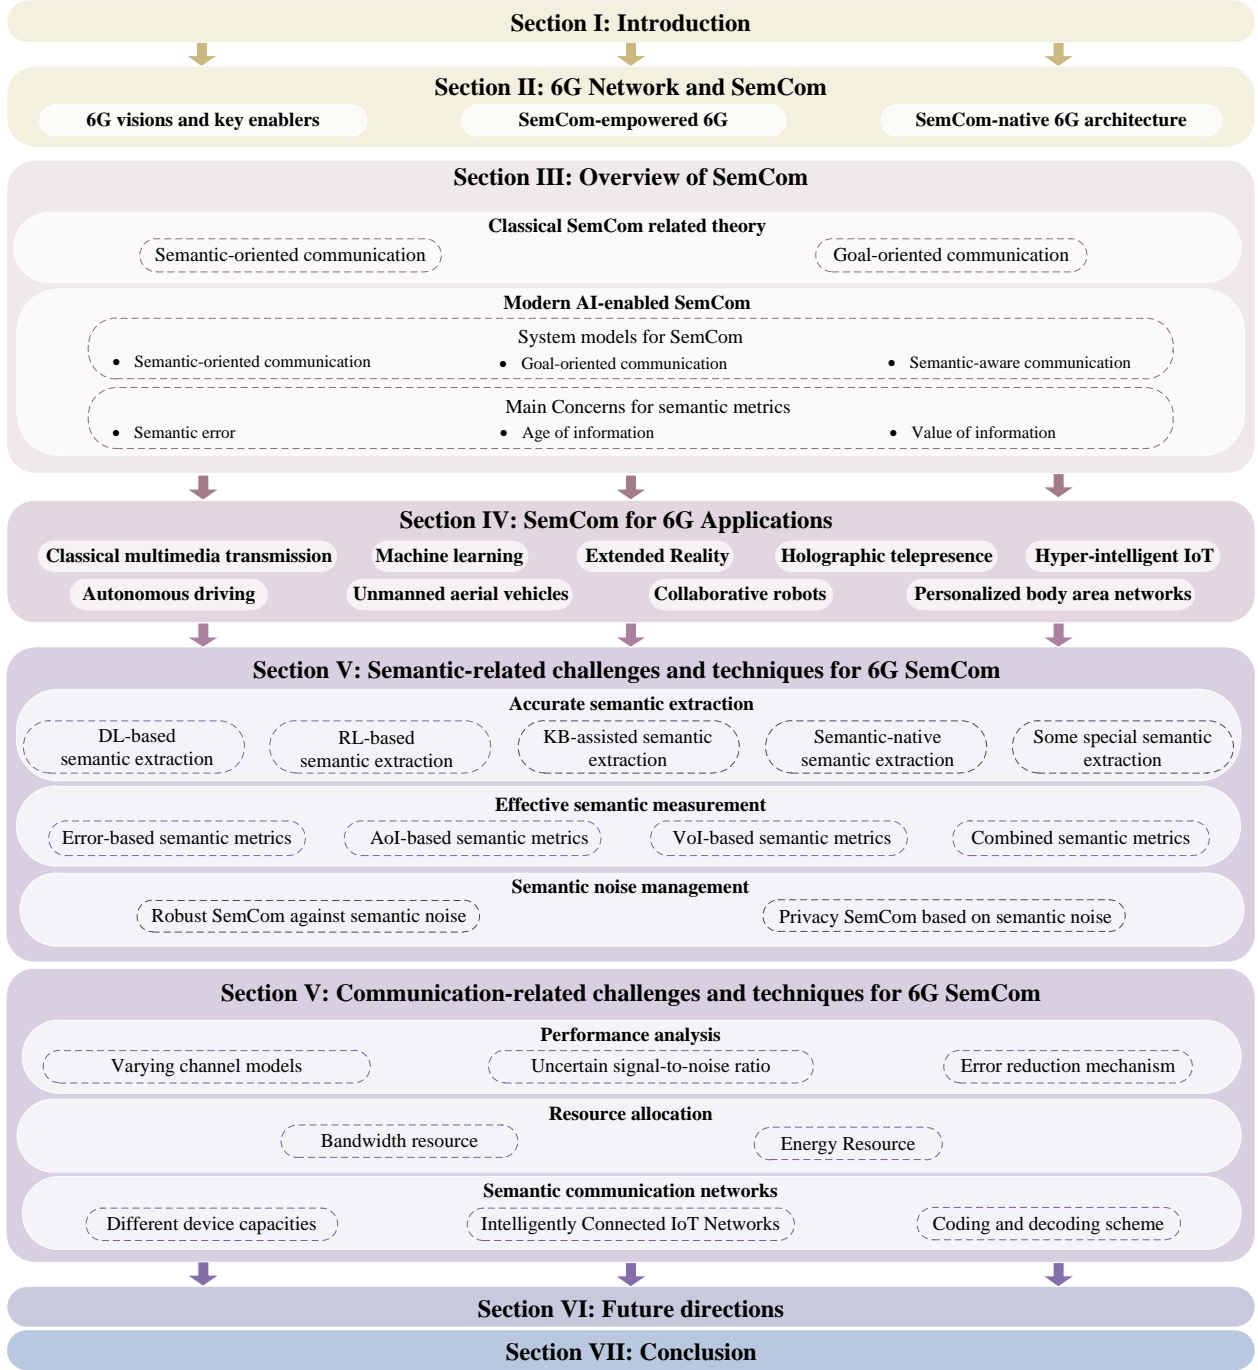 Section I: Introduction
Section II: 6G Network and SemCom
6G visions and key enablers
SemCom-empowered 6G
SemCom-native 6G architecture
Section III: Overview of SemCom
Classical SemCom related theory
Semantic-oriented communication
Goal-oriented communication
Modern AI-enabled SemCom
System models for SemCom
• Semantic-oriented communication
• Goal-oriented communication
• Semantic-aware communication
Main Concerns for semantic metrics
• Semantic error
• Age of information
• Value of information
Section IV: SemCom for 6G Applications
Classical multimedia transmission
Machine learning
Extended Reality
Holographic telepresence
Hyper-intelligent IoT
Autonomous driving
Unmanned aerial vehicles
Collaborative robots
Personalized body area networks
Section V: Semantic-related challenges and techniques for 6G SemCom
Accurate semantic extraction
DL-based
semantic extraction
RL-based
semantic extraction
KB-assisted semantic
extraction
Semantic-native
semantic extraction
Some special semantic
extraction
Effective semantic measurement
Error-based semantic metrics
AoI-based semantic metrics
VoI-based semantic metrics
Combined semantic metrics
Semantic noise management
Robust SemCom against semantic noise
Privacy SemCom based on semantic noise
Section V: Communication-related challenges and techniques for 6G SemCom
Performance analysis
Varying channel models
Uncertain signal-to-noise ratio
Error reduction mechanism
Resource allocation
Bandwidth resource
Energy Resource
Semantic communication networks
Different device capacities
Intelligently Connected IoT Networks
Coding and decoding scheme
Section VI: Future directions
Section VII: Conclusion